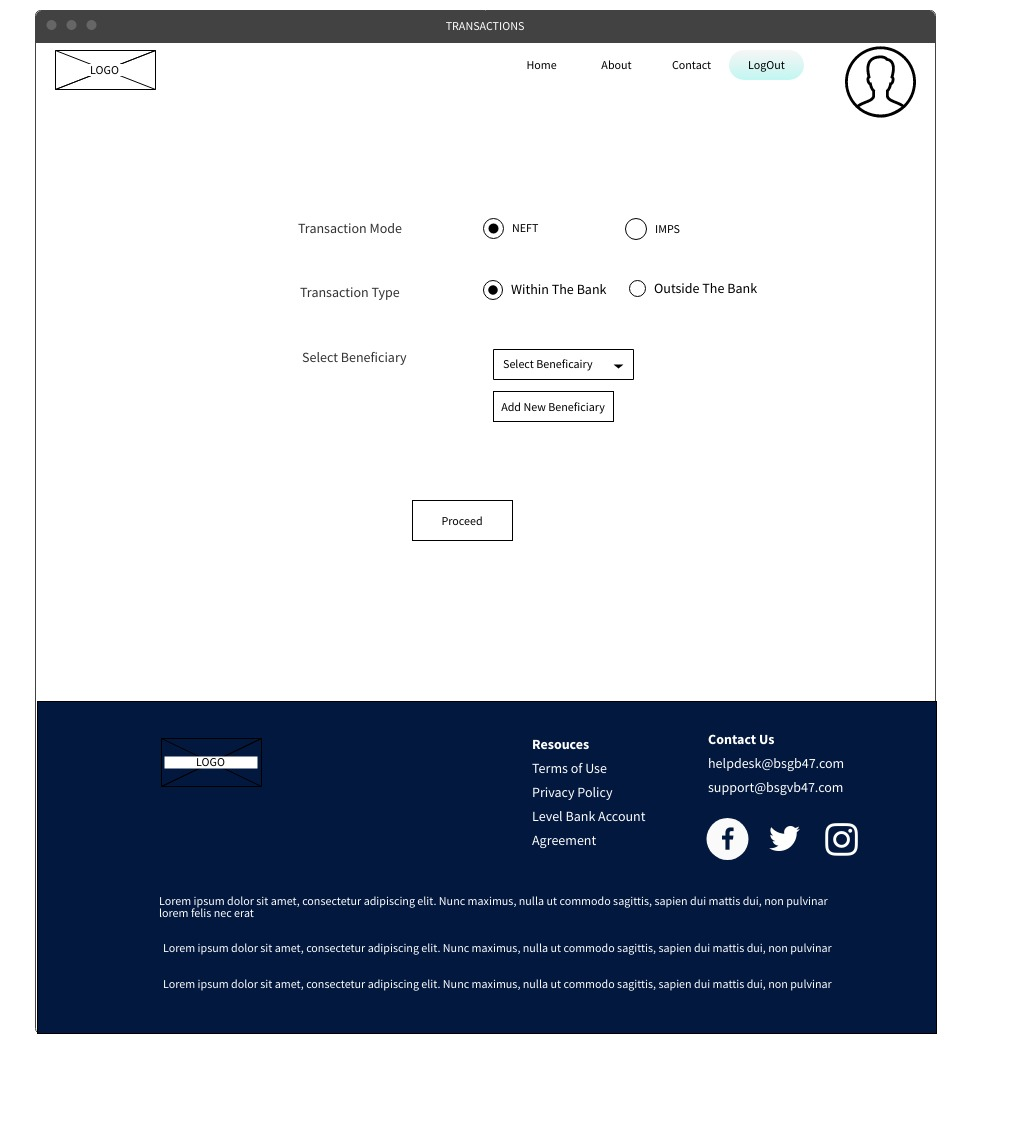 TRANSACTIONS
LOGO
Home
About
Contact
LogOut
Transaction Mode
NEFT
IMPS
Transaction Type
Within The Bank
Outside The Bank
Select Beneficiary
Select Beneficairy
Add New Beneficiary
Proceed
LOGO
Resouces
Terms of Use
Privacy Policy
Level Bank Account
Agreement
Contact Us
helpdesk@bsgb47.com
support@bsgvb47.com
Lorem ipsum dolor sit amet, consectetur adipiscing elit. Nunc maximus, nulla ut commodo sagittis, sapien dui mattis dui, non pulvinar
lorem felis nec erat
Lorem ipsum dolor sit amet, consectetur adipiscing elit. Nunc maximus, nulla ut commodo sagittis, sapien dui mattis dui, non pulvinar
Lorem ipsum dolor sit amet, consectetur adipiscing elit. Nunc maximus, nulla ut commodo sagittis, sapien dui mattis dui, non pulvinar